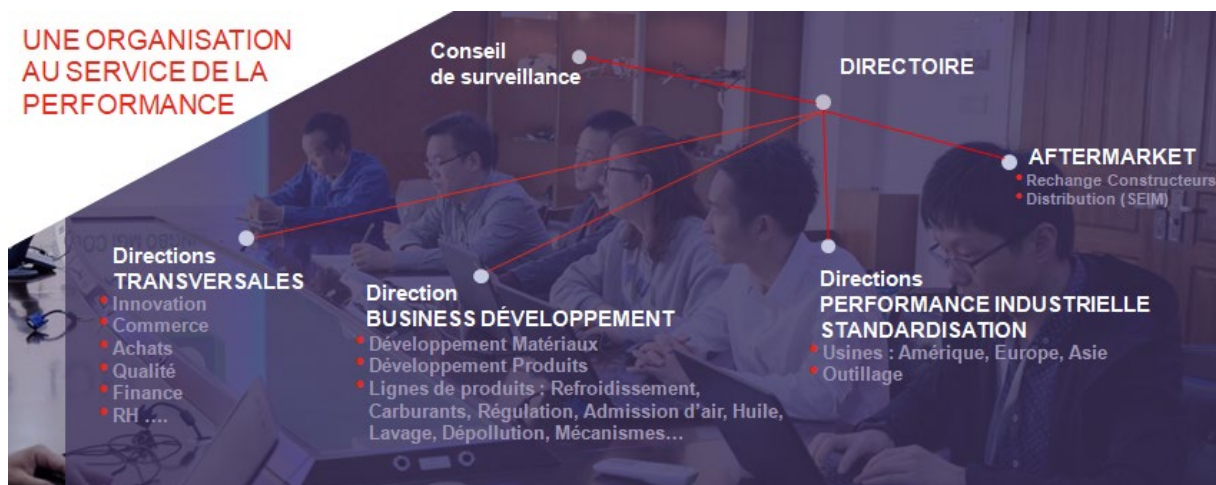 UNE ORGANISATION
AU SERVICE DE LA
PERFORMANCE
Conseil
de surveillance
DIRECTOIRE
AFTERMARKET
• Rechange Constructeurs
• Distribution (SEIM)
Directions
TRANSVERSALES
• Innovation
• Commerce
• Achats
• Qualité
• Finance
• RH ....
Direction
BUSINESS DÉVELOPPEMENT
• Développement Matériaux
• Développement Produits
• Lignes de produits : Refroidissement,
Carburants, Régulation, Admission d'air, Huile,
Lavage, Dépollution, Mécanismes…
Directions
PERFORMANCE INDUSTRIELLE
STANDARDISATION
• Usines : Amérique, Europe, Asie
• Outillage